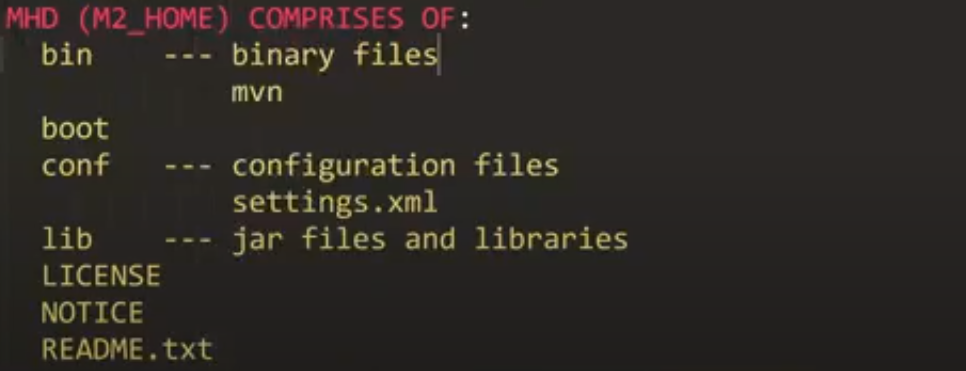 MHD (M2_HOME) COMPRISES OF:
bin --- binary files
mvn
boot
conf --- configuration files
settings.xml
lib --- jar files and libraries
LICENSE
NOTICE
README.txt